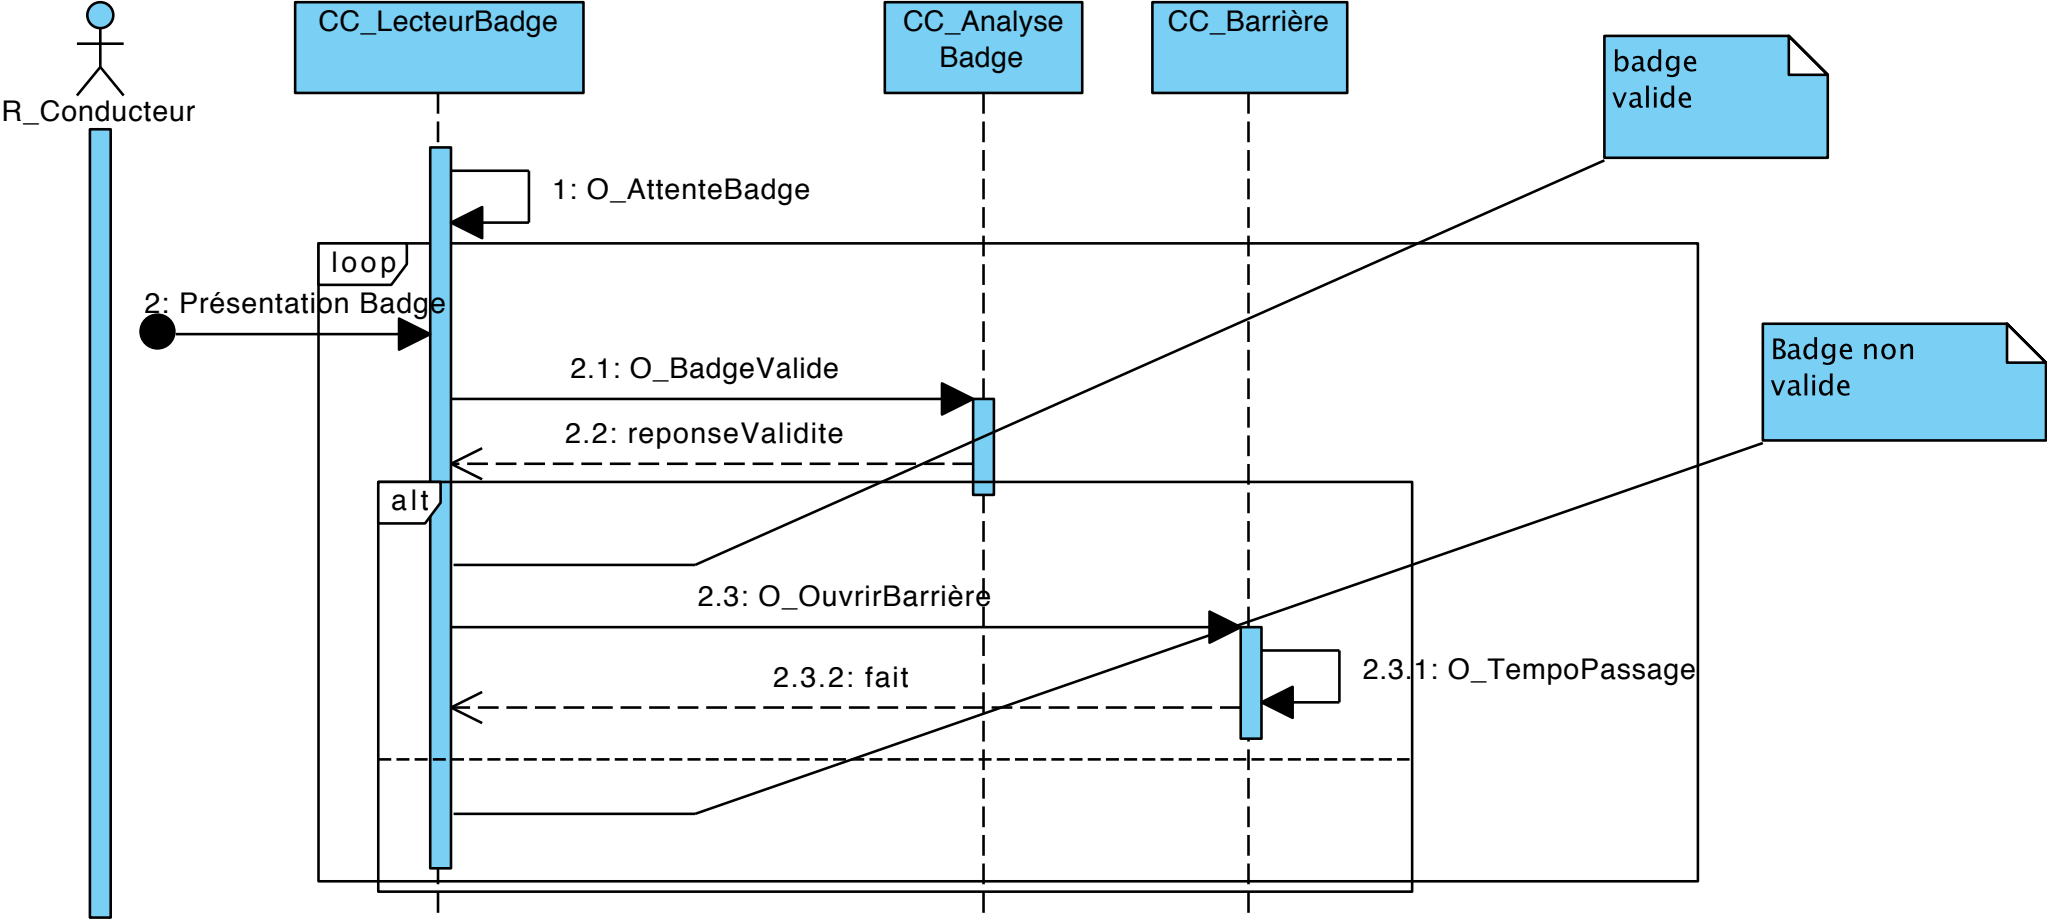 CC_LecteurBadge
CC_Analyse
Badge
CC_Barrière
badge
valide
R_Conducteur
1: O_AttenteBadge
loop
2: Présentation Badge
Badge non
valide
2.1: O_BadgeValide
2.2: reponseValidite
alt
2.3: O_OuvrirBarrière
2.3.1: O_TempoPassage
2.3.2: fait